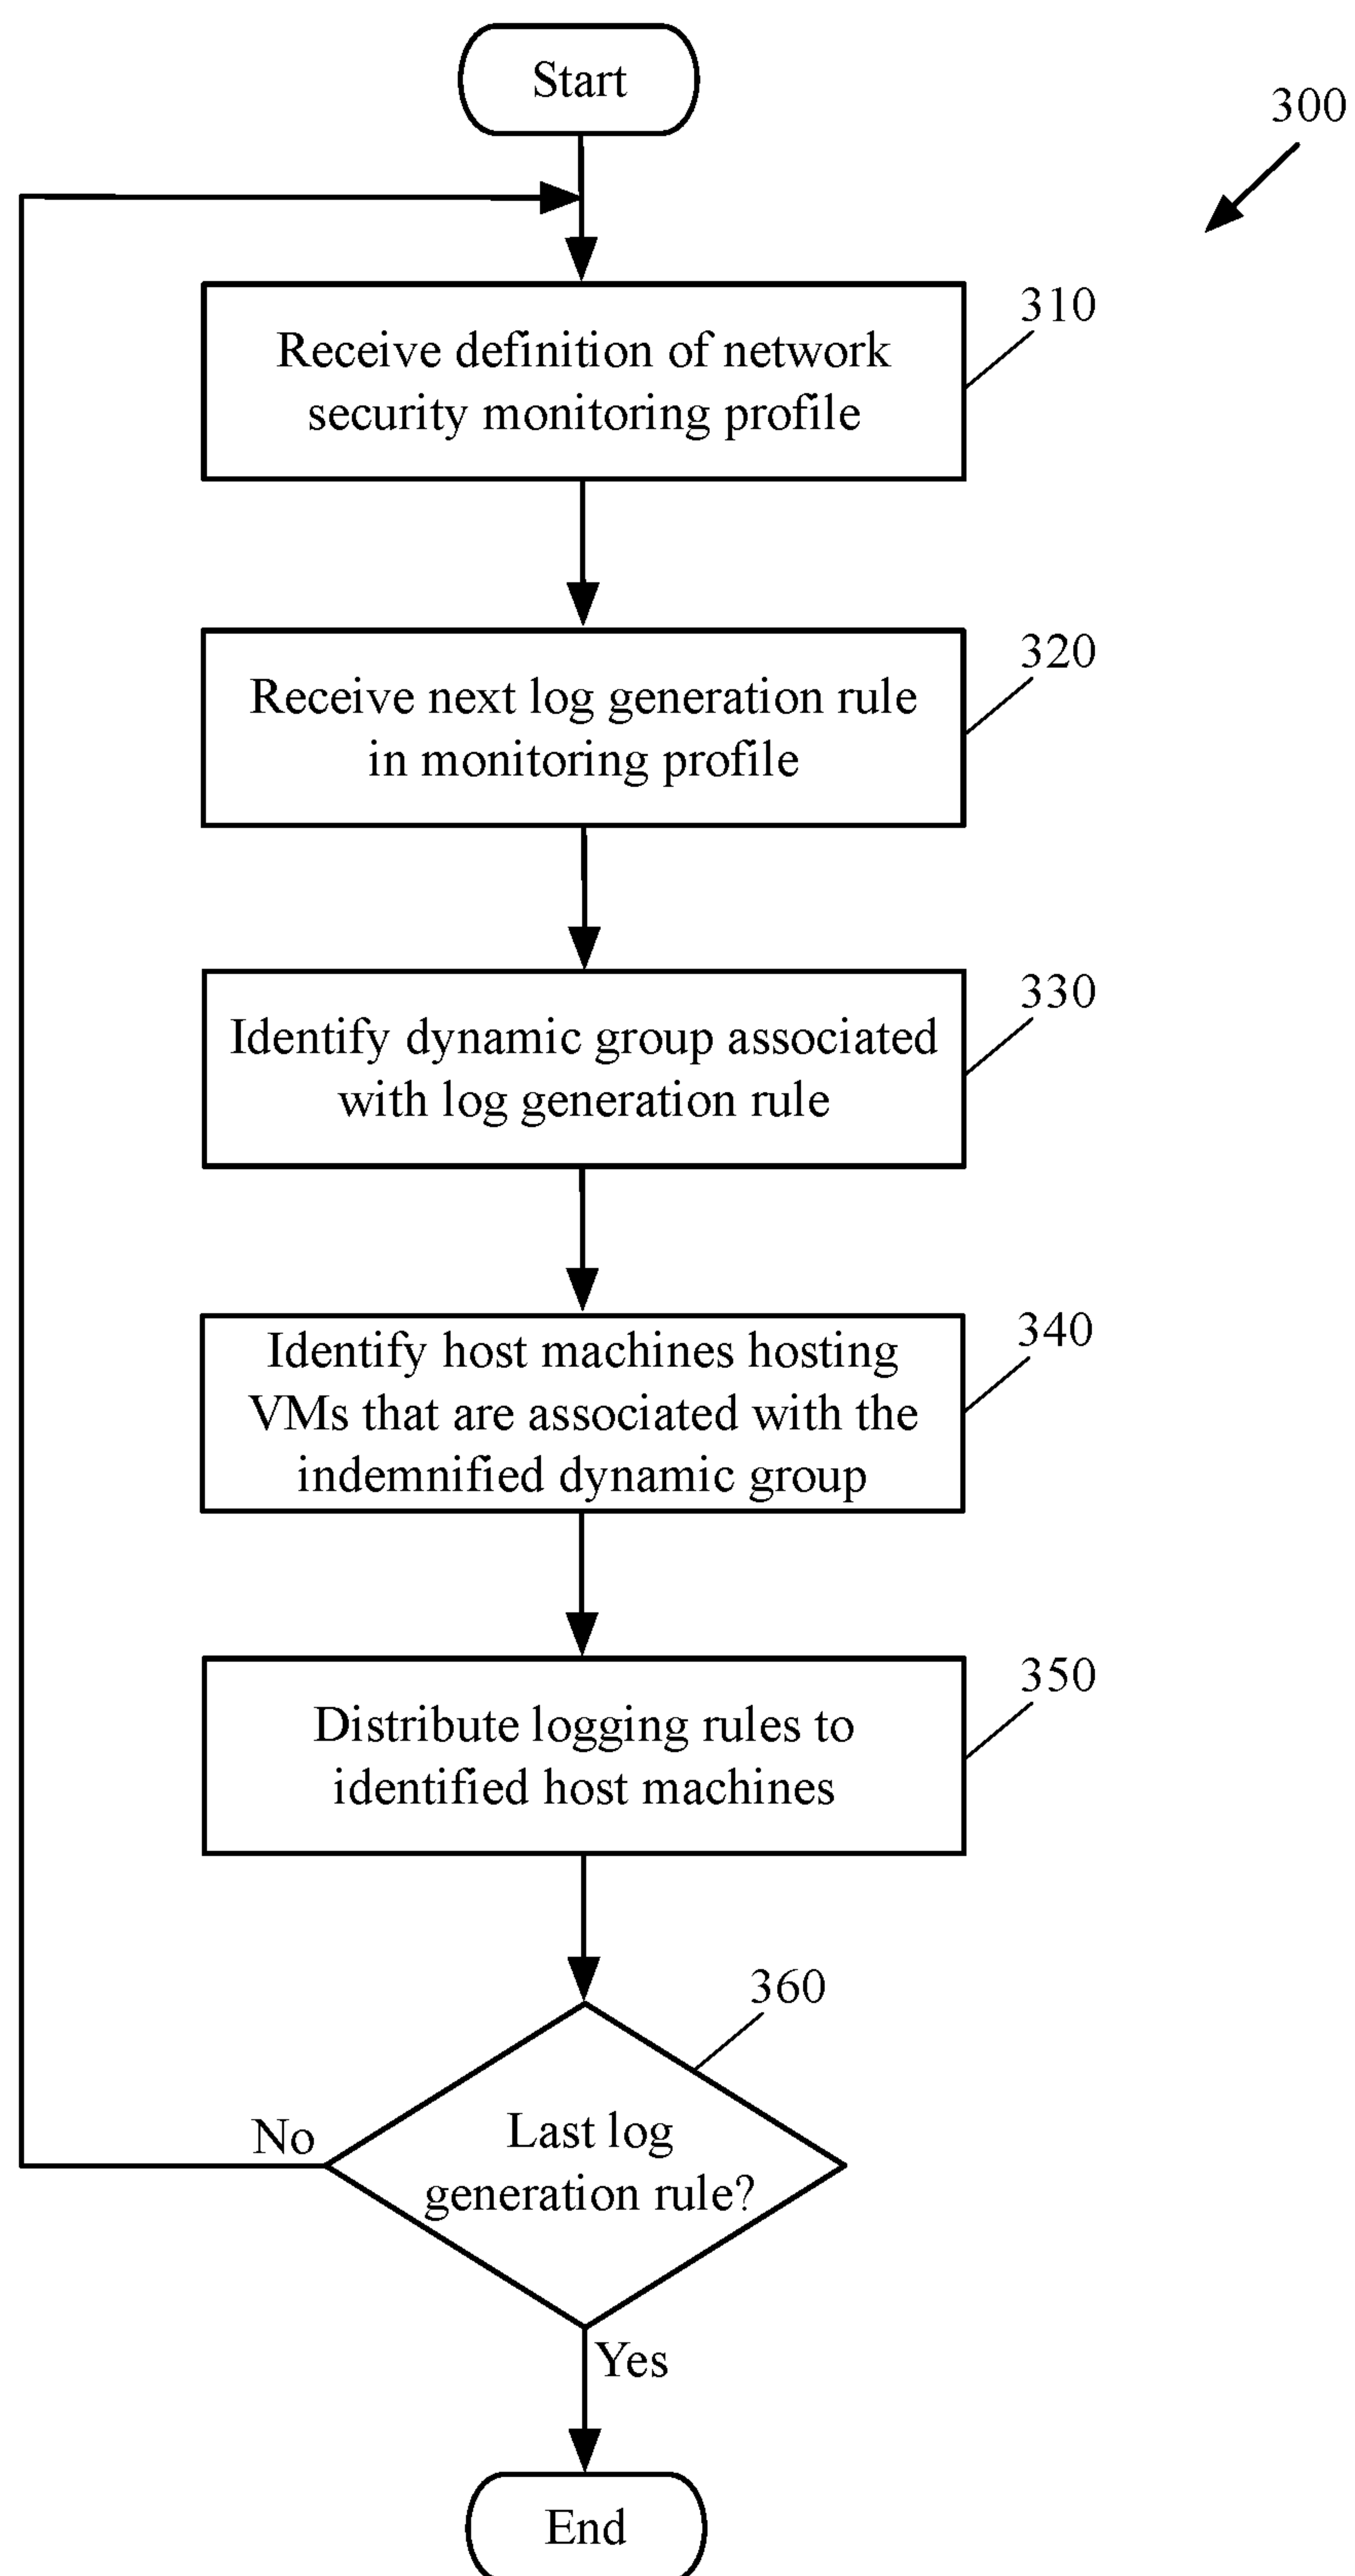 Start
300
310
Receive definition of network
security monitoring profile
320
Receive next log generation rule
in monitoring profile
330
Identify dynamic group associated
with log generation rule
340
Identify host machines hosting
VMs that are associated with the
indemnified dynamic group
350
Distribute logging rules to
identified host machines
360
Last log
generation rule?
No
Yes
End